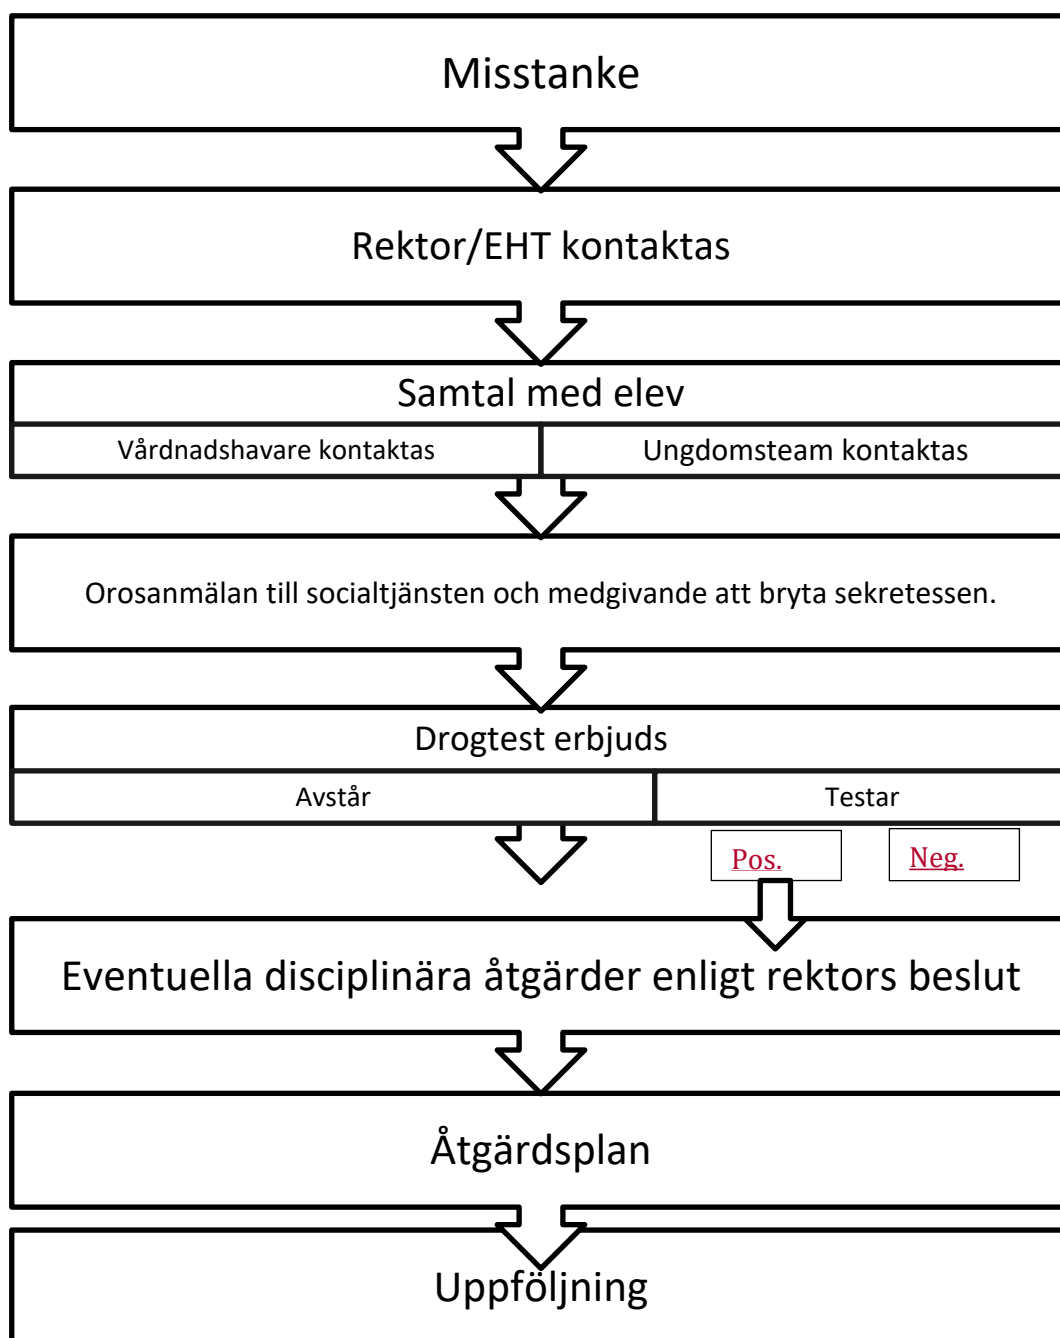 Misstanke
Rektor/EHT kontaktas
Samtal med elev
Vårdnadshavare kontaktas
Ungdomsteam kontaktas
Orosanmälan till socialtjänsten och medgivande att bryta sekretessen.
Drogtest erbjuds
Avstår
Testar
Pos.
Neg.
Eventuella disciplinära åtgärder enligt rektors beslut
Åtgärdsplan
Uppföljning